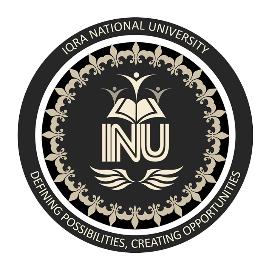 IQRA NATIONAL UNIVERSITY
INU
DEFINING POSSIBILITIES, CREATING OPPORTUNITIES